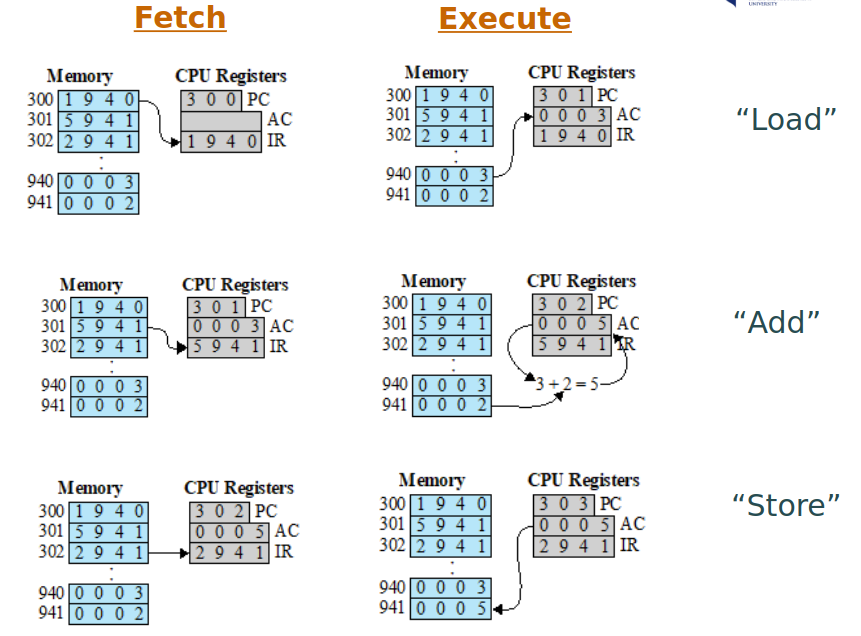 Fetch Execute
UNIVERSITY
Memory CPU Registers Memory CPU Registers
300 1 9 4 0 3 0 0 PC 300 1 9 4 0 3 0 1 PC
301 5 9 4 1 AC 301 5 9 4 1 0 0 0 3 AC
302 2 9 4 1 1 9 4 0 IR 302 2 9 4 1 1 9 4 0 IR
“Load”
: :
940 0 0 0 3 940 0 0 0 3
941 0 0 0 2 941 0 0 0 2
Memory CPU Registers Memory CPU Registers
300 1 9 4 0 3 0 1 PC 300 1 9 4 0 3 0 2 PC
301 5 9 4 1 0 0 0 3 AC 301 5 9 4 1 0 0 0 5 AC
302 2 9 4 1 5 9 4 1 IR 302 2 9 4 1 5 9 4 1 IR
“Add”
: :
940 0 0 0 3 940 0 0 0 3 3 + 2 = 5
941 0 0 0 2 941 0 0 0 2
Memory CPU Registers Memory CPU Registers
300 1 9 4 0 3 0 2 PC 300 1 9 4 0 3 0 3 PC
301 5 9 4 1 0 0 0 5 AC 301 5 9 4 1 0 0 0 5 AC
302 2 9 4 1 2 9 4 1 IR 302 2 9 4 1 2 9 4 1 IR
“Store”
: :
940 0 0 0 3 940 0 0 0 3
941 0 0 0 2 941 0 0 0 5